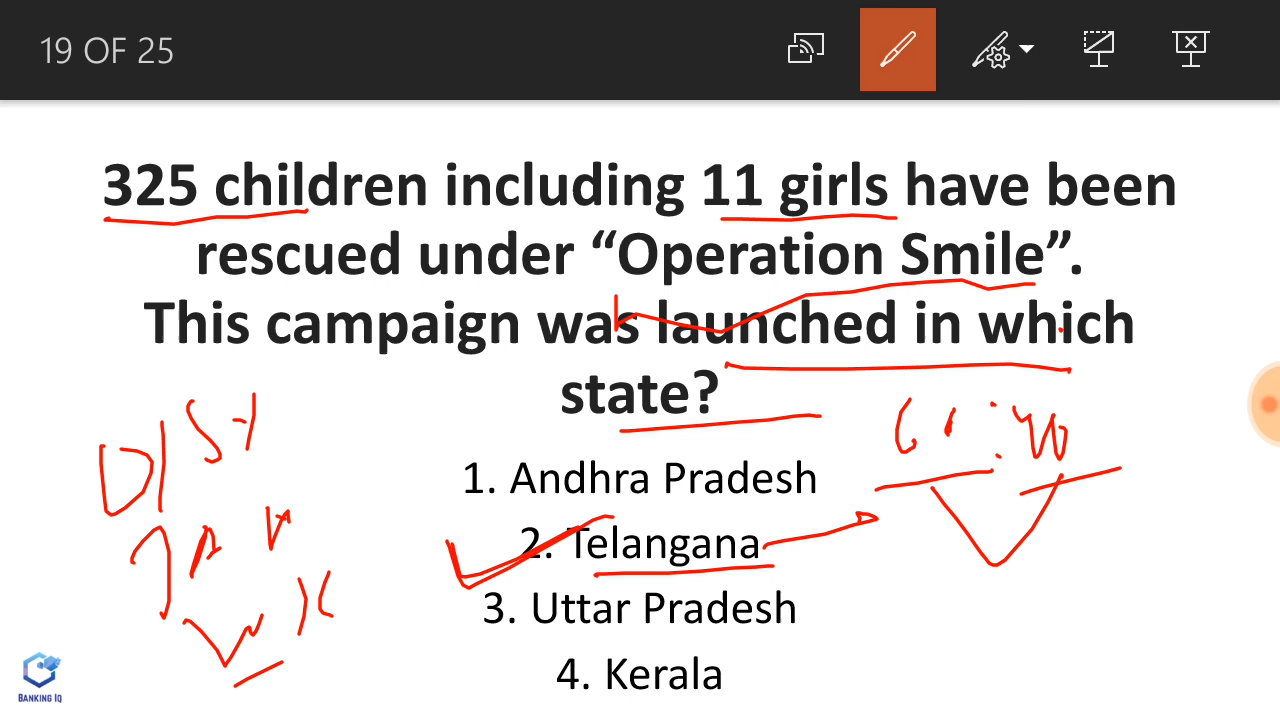 19 OF 25
325 children including 11 girls have been
rescued under “Operation Smile”.
This campaign was launched in which
state?
1. Andhra Pradesh
2. Telangana
3. Uttar Pradesh
4. Kerala
BANKING IQ